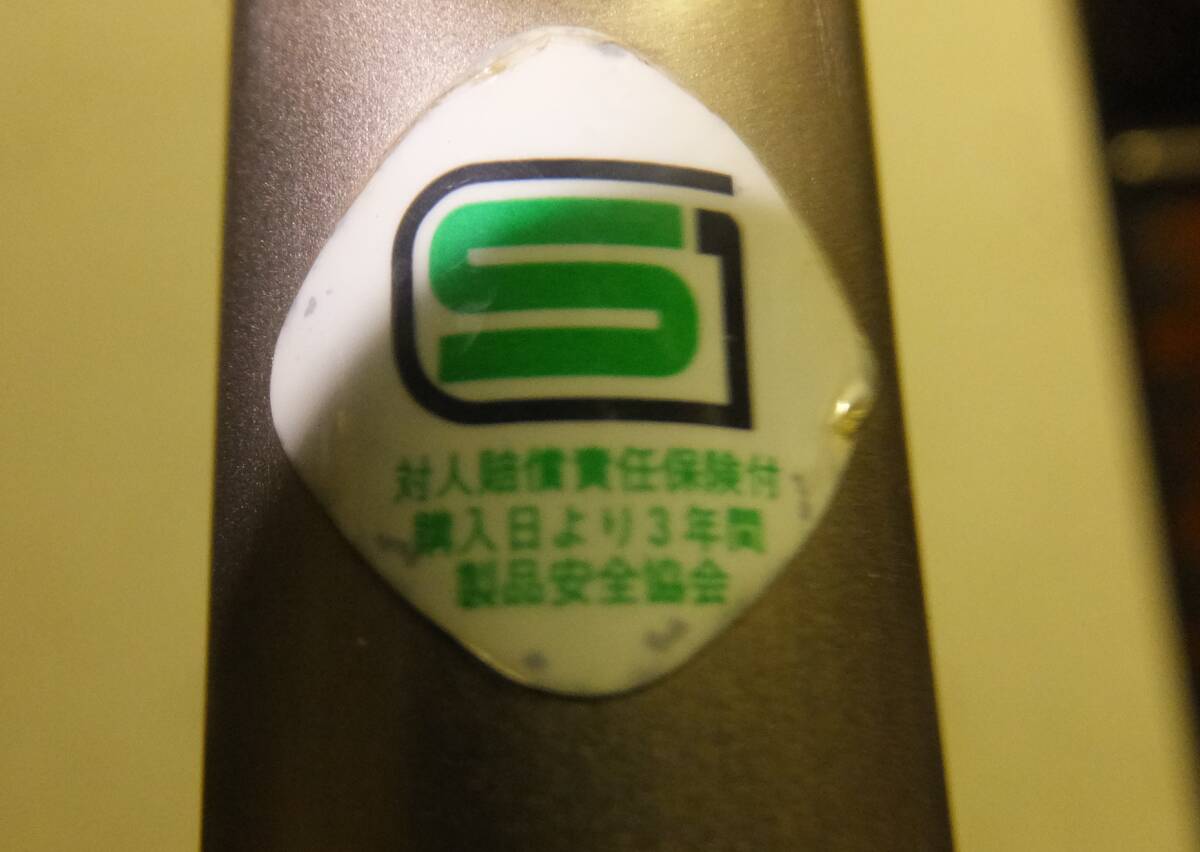 SG
対人賠償責任保険付
購入日より3年間
製品安全協会